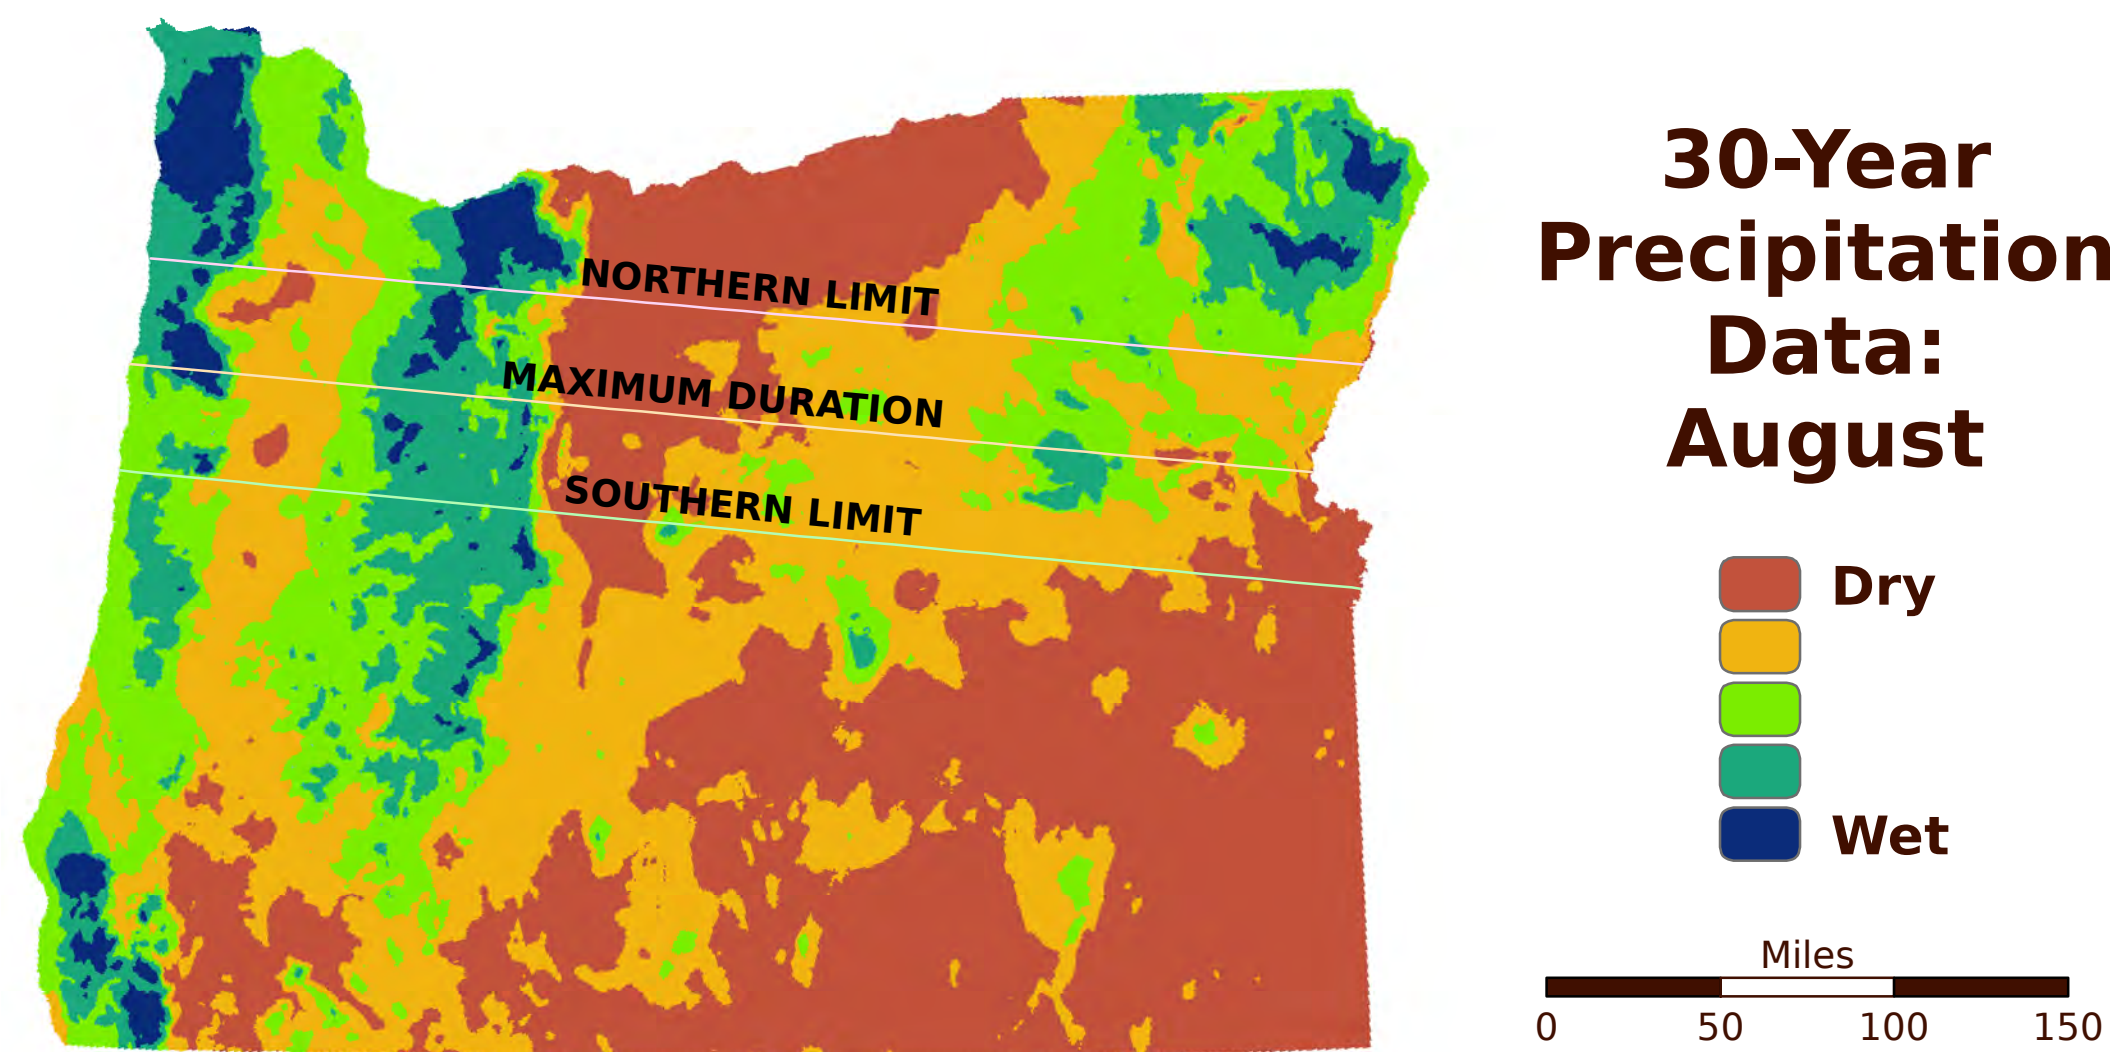 NORTHERN LIMIT
MAXIMUM DURATION
SOUTHERN LIMIT
30-Year
Precipitation
Data:
August
Dry
Wet
Miles
0 50 100 150